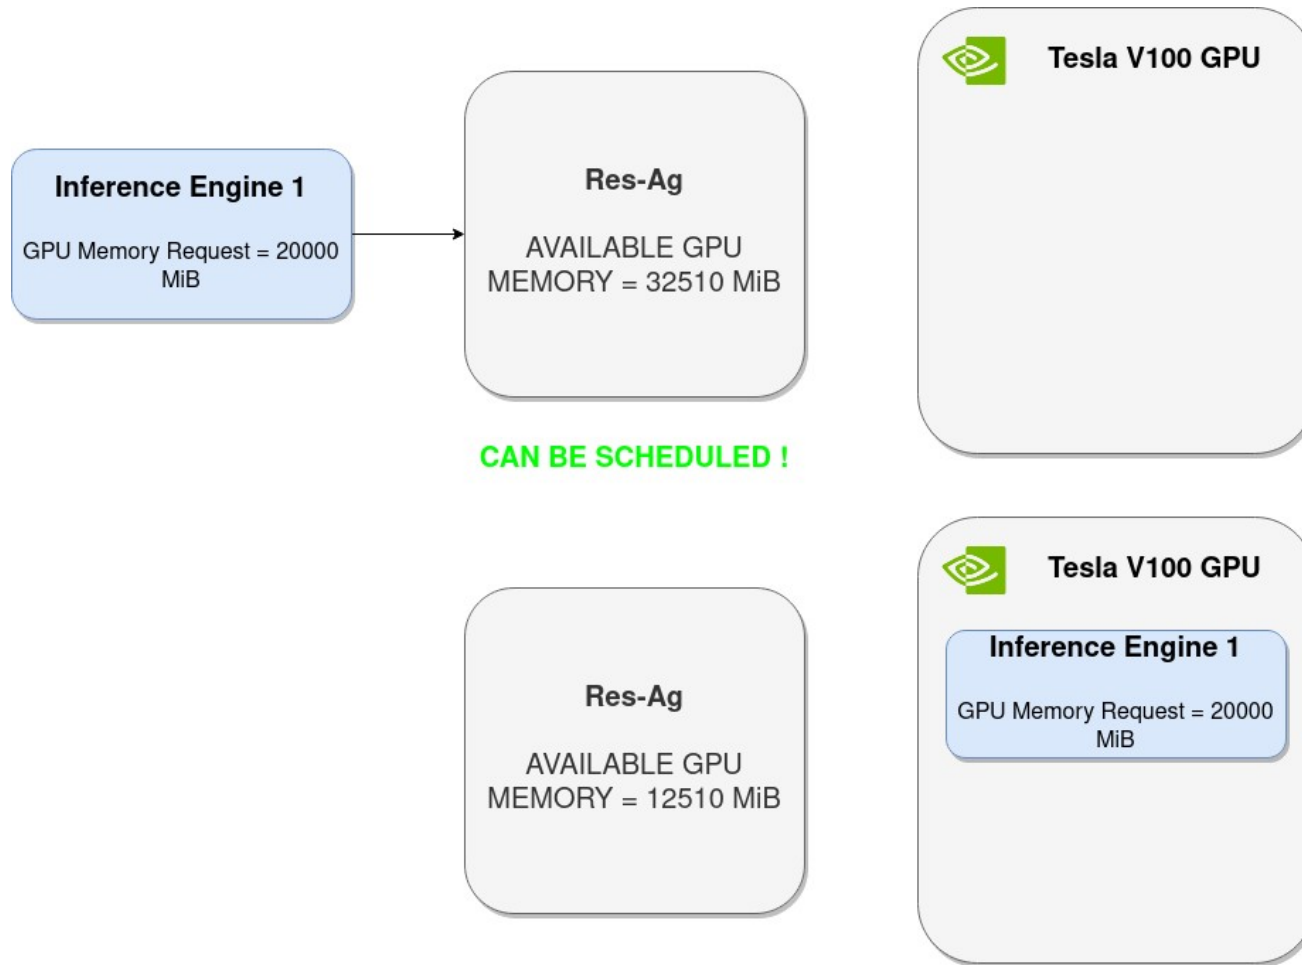 Tesla V100 GPU
Inference Engine 1
GPU Memory Request = 20000
MiB
Res-Ag
AVAILABLE GPU
MEMORY = 32510 MiB
CAN BE SCHEDULED !
Res-Ag
AVAILABLE GPU
MEMORY = 12510 MiB
Tesla V100 GPU
Inference Engine 1
GPU Memory Request = 20000
MiB